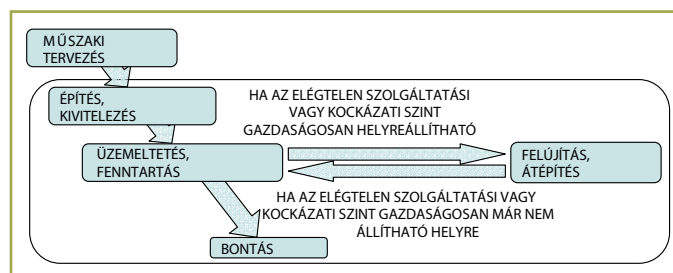 MŰSZAKI
TERVEZÉS
ÉPÍTÉS,
KIVITELEZÉS
HA AZ ELÉGTELEN SZOLGÁLTATÁSI
VAGY KOCKÁZATI SZINT
GAZDASÁGOSAN HELYREÁLLÍTHATÓ
ÜZEMELTETÉS,
FENNTARTÁS
FELÚJÍTÁS,
ÁTÉPÍTÉS
HA AZ ELÉGTELEN SZOLGÁLTATÁSI VAGY
KOCKÁZATI SZINT GAZDASÁGOSAN MÁR NEM
ÁLLÍTHATÓ HELYRE
BONTÁS